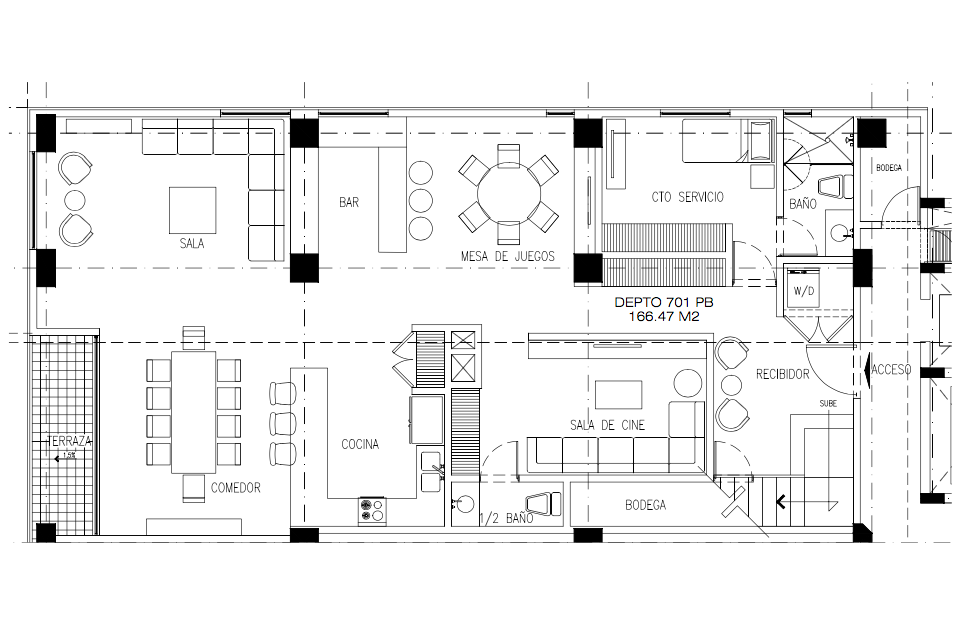 BODEGA
BAR
CTO SERVICIO
BAÑO
SALA
MESA DE JUEGOS
W/D
DEPTO 701 PB
166.47 M2
RECIBIDOR
ACCESO
SUBE
SALA DE CINE
TERRAZA
1.5%
COCINA
COMEDOR
BODEGA
1/2 BAÑO